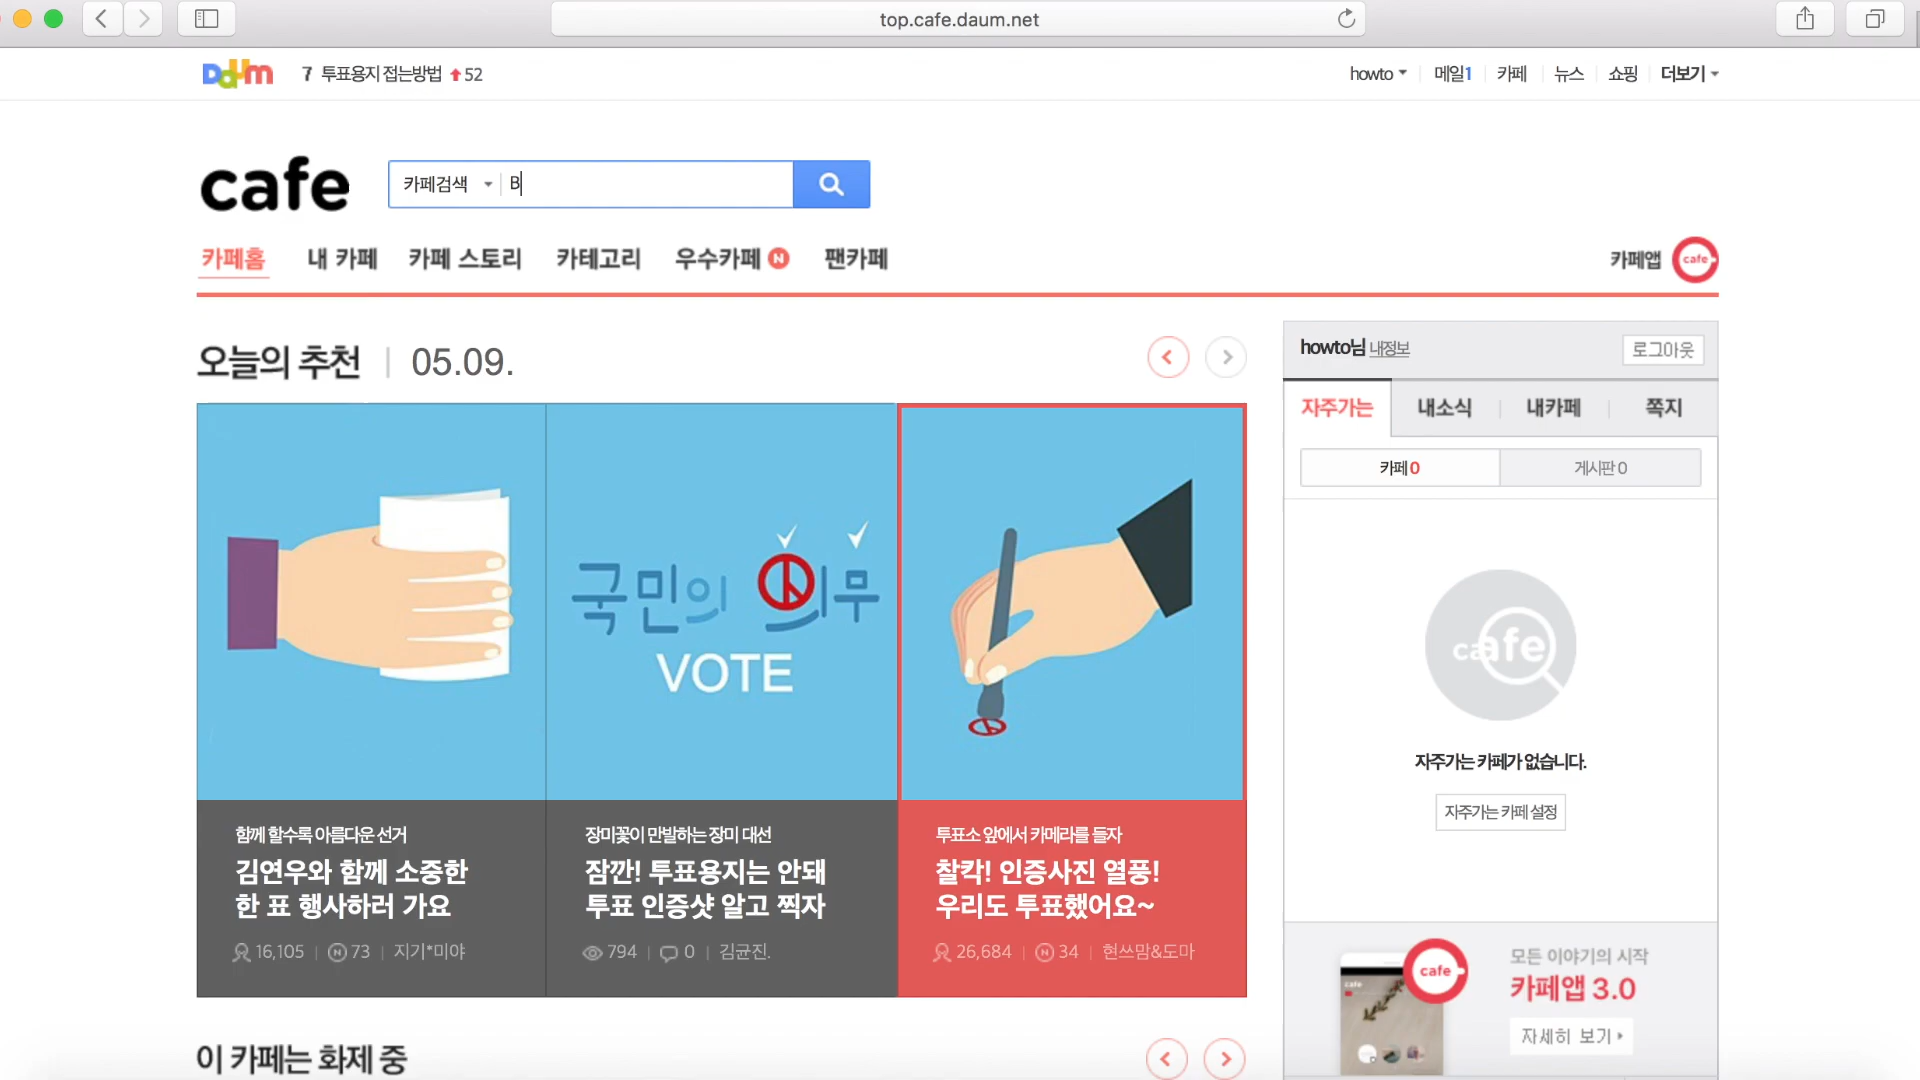 top.cafe.daum.net
Daum 7 투표용지 접는방법 52
howto 메일1 카페 뉴스 쇼핑 더보기
cafe 카페검색 B
카페홈 내 카페 카페 스토리 카테고리 우수카페 N 팬카페
카페앱 cafe
오늘의 추천 05.09.
국민의 의무
VOTE
함께 할수록 아름다운 선거
김연우와 함께 소중한
한 표 행사하러 가요
16,105 N 73 지기*미야
장미꽃이 만발하는 장미 대선
잠깐! 투표용지는 안돼
투표 인증샷 알고 찍자
794 0 김균진.
투표소 앞에서 카메라를 들자
찰칵! 인증사진 열풍!
우리도 투표했어요~
26,684 N 34 현쓰맘&도마
howto님 내정보 로그아웃
자주가는 내소식 내카페 쪽지
카페 0 게시판 0
cafe
자주가는 카페가 없습니다.
자주가는 카페 설정
cafe
cafe
모든 이야기의 시작
카페앱 3.0
자세히 보기
이 카페는 화제 중